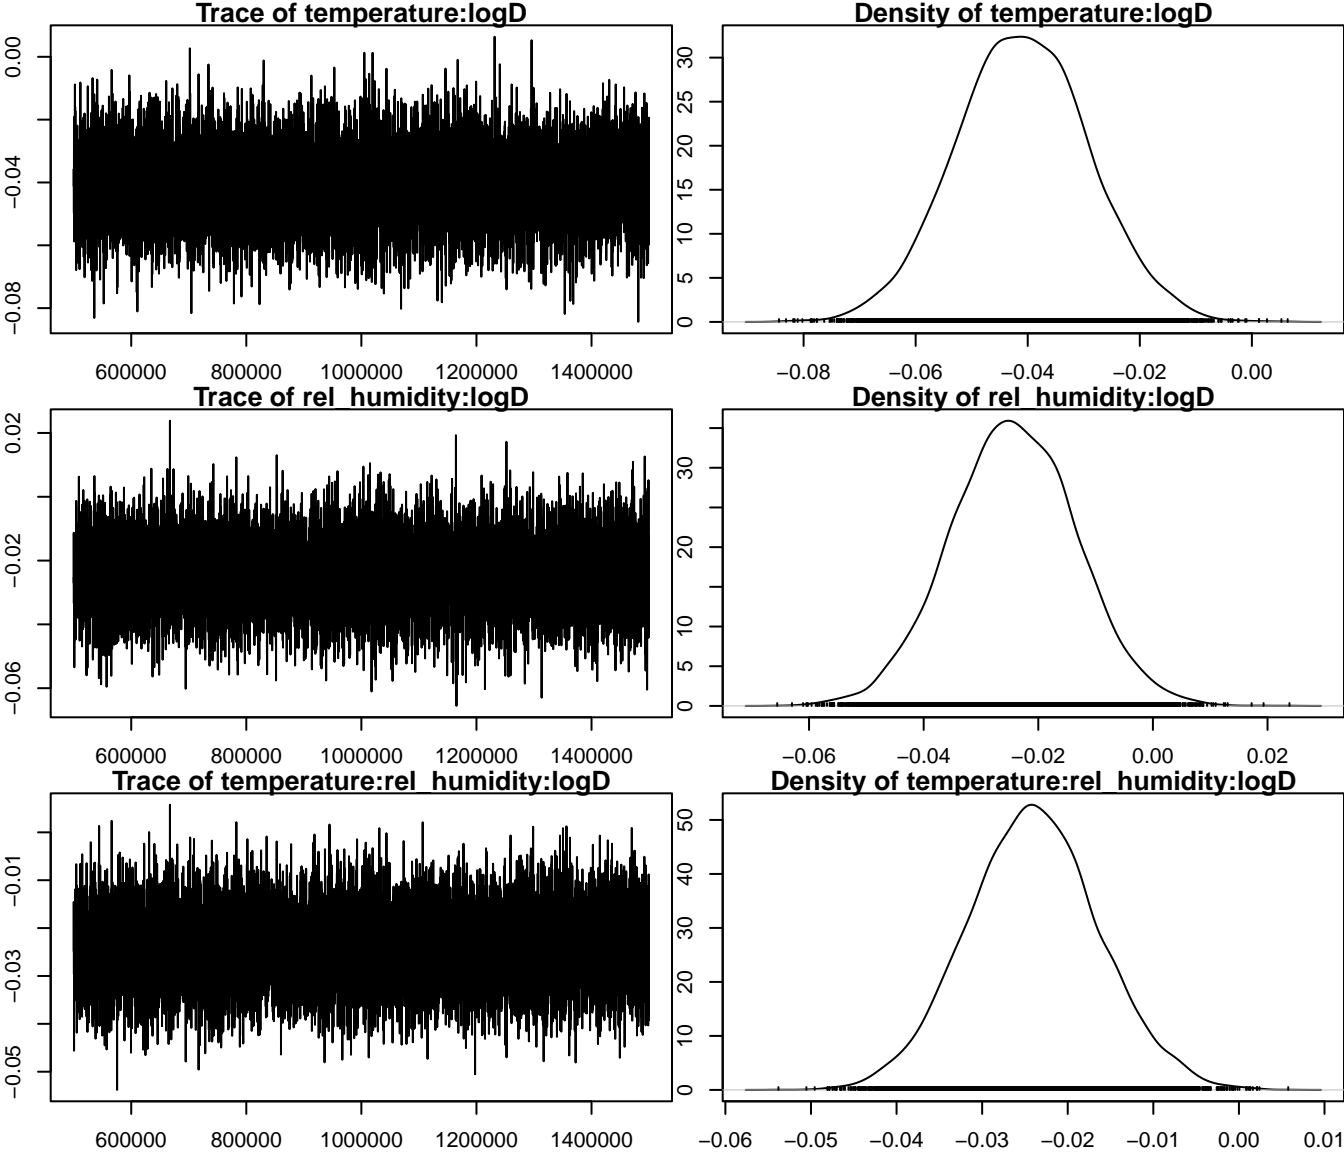 Trace of temperature:logD
0.00
−0.04
−0.08
600000 800000 1000000 1200000 1400000
Density of temperature:logD
30
25
20
15
10
5
0
−0.08 −0.06 −0.04 −0.02 0.00
Trace of rel_humidity:logD
0.02
−0.02
−0.06
600000 800000 1000000 1200000 1400000
Density of rel_humidity:logD
30
20
10
5
0
−0.06 −0.04 −0.02 0.00 0.02
Trace of temperature:rel_humidity:logD
−0.01
−0.03
−0.05
600000 800000 1000000 1200000 1400000
Density of temperature:rel_humidity:logD
50
40
30
20
10
0
−0.06 −0.05 −0.04 −0.03 −0.02 −0.01 0.00 0.01